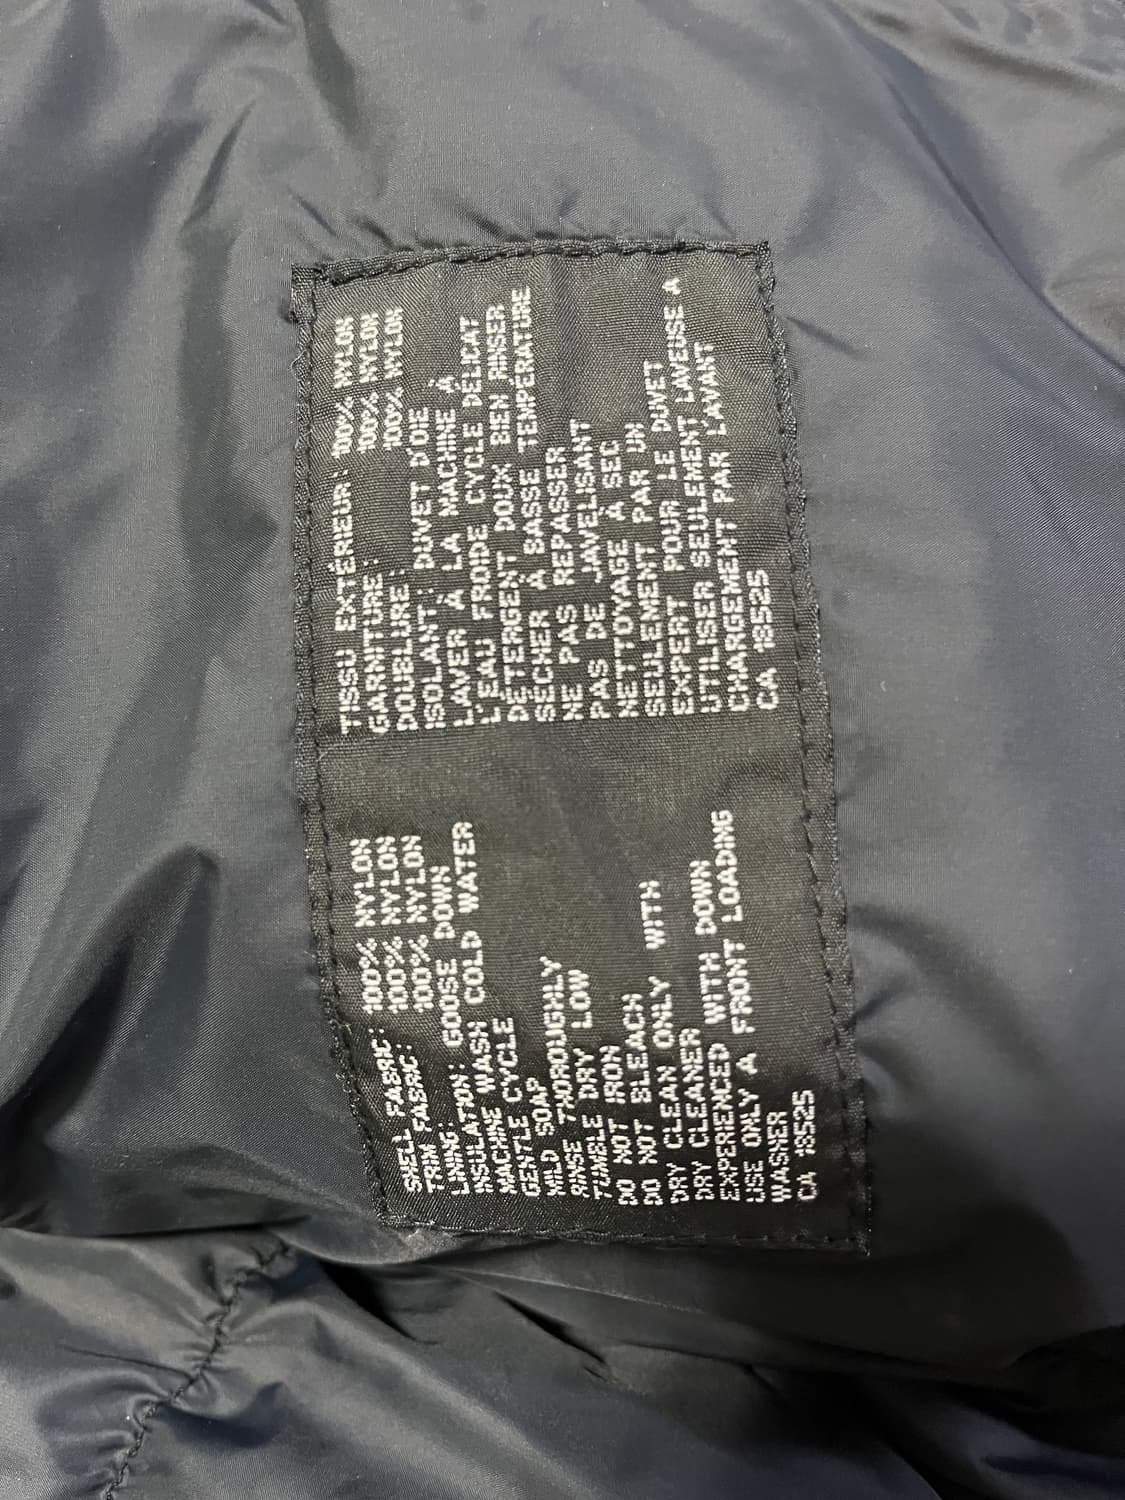 SHELL FABRIC: 100% NYLON
TRIM FABRIC: 100% NYLON
LINING: 100% NYLON
INSULATION: GOOSE DOWN
MACHINE WASH COLD WATER
GENTLE CYCLE
MILD SOAP
RINSE THOROUGHLY
TUMBLE DRY LOW
DO NOT IRON
DO NOT BLEACH
DRY CLEAN ONLY WITH
DRY CLEANER
EXPERIENCED WITH DOWN
USE ONLY A FRONT LOADING
WASHER
CA 18525
TISSU EXTÉRIEUR: 100% NYLON
GARNITURE: 100% NYLON
DOUBLURE: 100% NYLON
ISOLANT: DUVET D'OIE
LAVER À LA MACHINE À
L'EAU FROIDE CYCLE DÉLICAT
DÉTERGENT DOUX BIEN RINSER
SÉCHER À BASSE TEMPÉRATURE
NE PAS REPASSER
PAS DE JAVELISANT
NETTOYAGE À SEC
SEULEMENT PAR UN
EXPERT POUR LE DUVET
UTILISER SEULEMENT LAVEUSE A
CHARGEMENT PAR L'AVANT
CA 18525